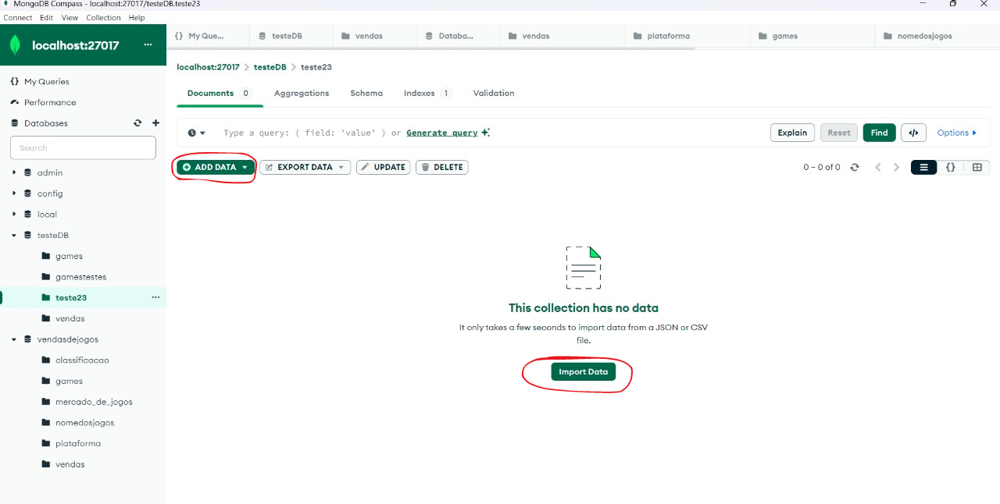 MongoDB Compass - localhost:27017/testeDB.teste23
Connect Edit View Collection Help
localhost:27017 ...
{} My Que... testeDB vendas Databa... vendas plataforma games nomedosjogos
localhost:27017 > testeDB > teste23
{} My Queries
Performance
Databases
Search
admin
config
local
testeDB
games
gamestestes
teste23 ...
vendas
vendasdejogos
classificacao
games
mercado_de_jogos
nomedosjogos
plataforma
vendas
Documents 0 Aggregations Schema Indexes 1 Validation
Type a query: { field: 'value' } or Generate query
Explain Reset Find </> Options
ADD DATA EXPORT DATA UPDATE DELETE
0 – 0 of 0 {}
This collection has no data
It only takes a few seconds to import data from a JSON or CSV
file.
Import Data